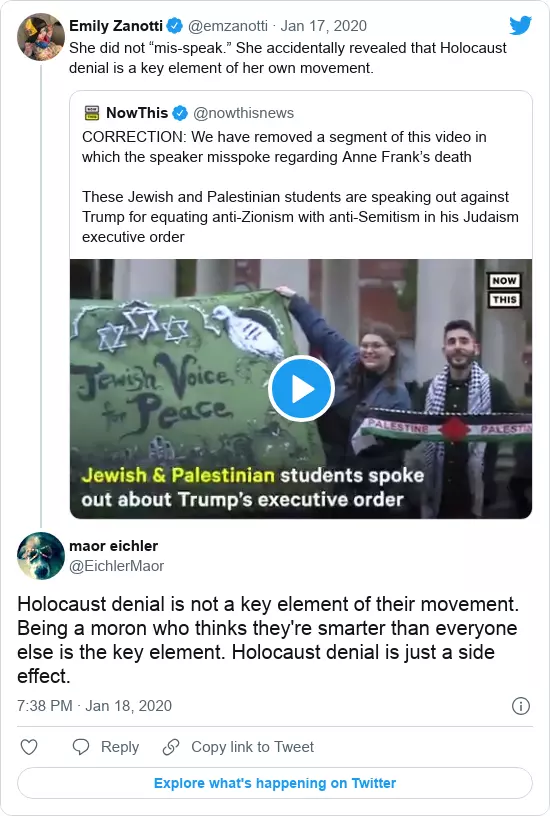 Emily Zanotti @emzanotti · Jan 17, 2020
She did not “mis-speak.” She accidentally revealed that Holocaust
denial is a key element of her own movement.
NOW
THIS
NowThis @nowthisnews
CORRECTION: We have removed a segment of this video in
which the speaker misspoke regarding Anne Frank’s death
These Jewish and Palestinian students are speaking out against
Trump for equating anti-Zionism with anti-Semitism in his Judaism
executive order
NOW
THIS
Jewish Voice
for Peace
PALESTINE PALESTIN
Jewish & Palestinian students spoke
out about Trump’s executive order
maor eichler
@EichlerMaor
Holocaust denial is not a key element of their movement.
Being a moron who thinks they're smarter than everyone
else is the key element. Holocaust denial is just a side
effect.
7:38 PM · Jan 18, 2020
Reply Copy link to Tweet
Explore what's happening on Twitter